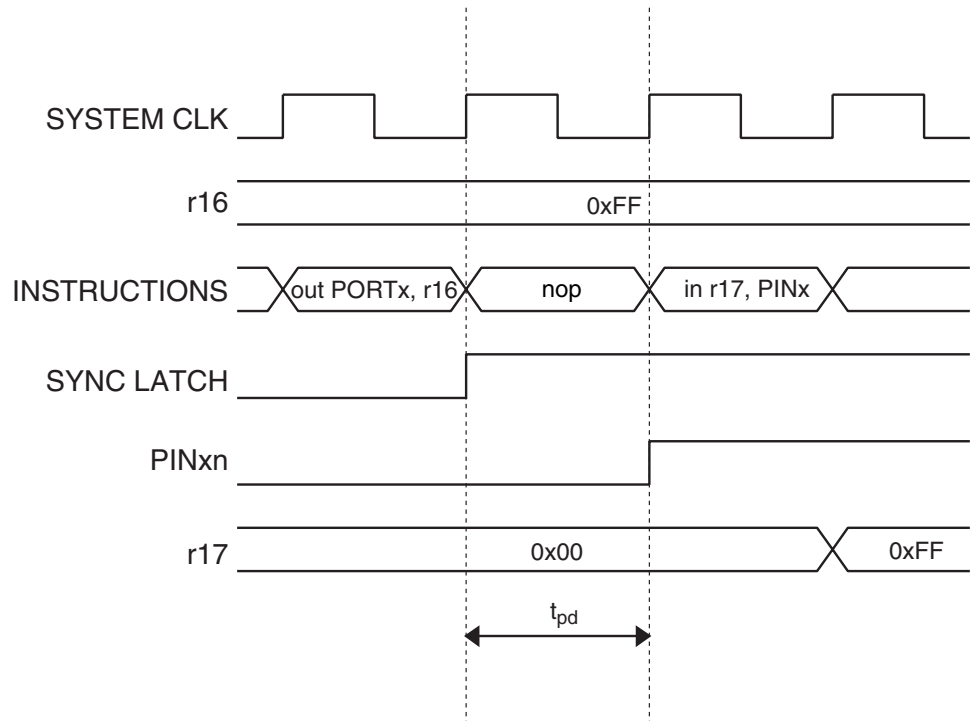 SYSTEM CLK
r16
0xFF
INSTRUCTIONS
out PORTx, r16
nop
in r17, PINx
SYNC LATCH
PINxn
r17
0x00
0xFF
tpd